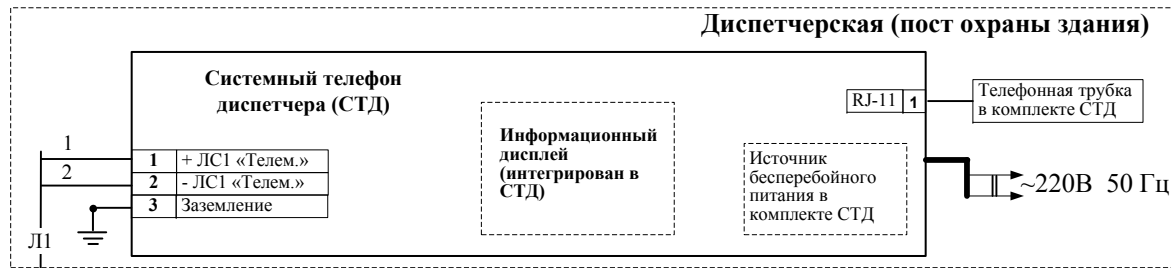 Диспетчерская (пост охраны здания)
Системный телефон
диспетчера (СТД)
RJ-11 1
Телефонная трубка
в комплекте СТД
Информационный
дисплей
(интегрирован в
СТД)
1
2
1 + ЛС1 «Телем.»
2 - ЛС1 «Телем.»
3 Заземление
Источник
бесперебойного
питания в
комплекте СТД
~220В 50 Гц
Л1